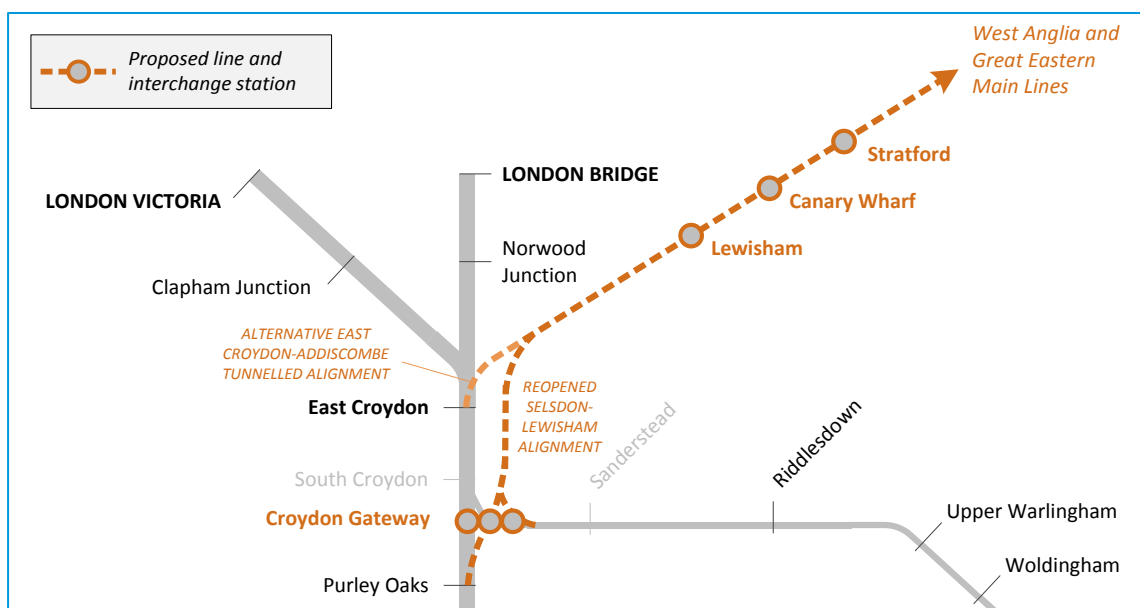 Proposed line and
interchange station
West Anglia and
Great Eastern
Main Lines
Stratford
LONDON BRIDGE
Canary Wharf
LONDON VICTORIA
Lewisham
Norwood
Junction
Clapham Junction
ALTERNATIVE EAST
CROYDON-ADDISCOMBE
TUNNELLED ALIGNMENT
REOPENED
SELSDON-
LEWISHAM
ALIGNMENT
East Croydon
Sanderstead
Riddlesdown
South Croydon
Croydon Gateway
Upper Warlingham
Woldingham
Purley Oaks